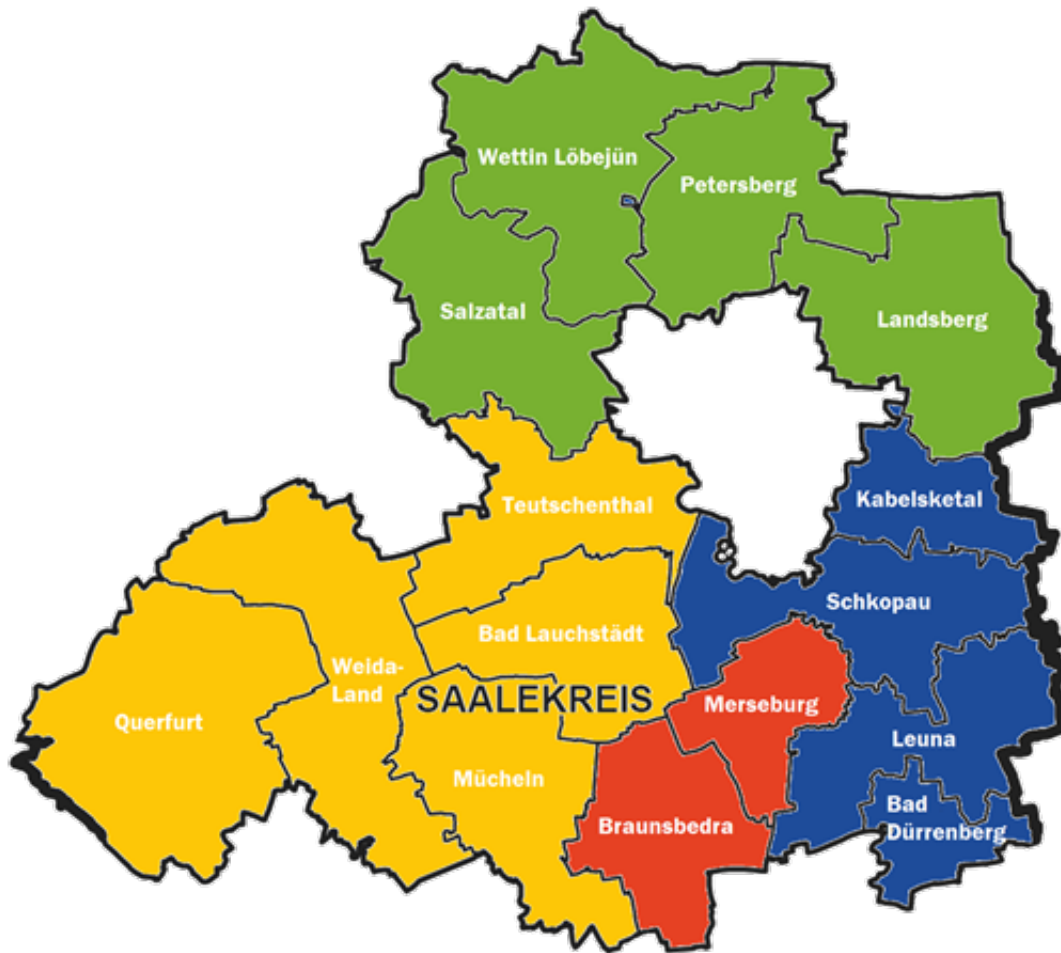 Wettin Löbejün
Petersberg
Salzatal
Landsberg
Teutschenthal
Kabelsketal
Schkopau
Bad Lauchstädt
Weida-
Land
SAALEKREIS
Merseburg
Querfurt
Leuna
Mücheln
Bad
Dürrenberg
Braunsbedra